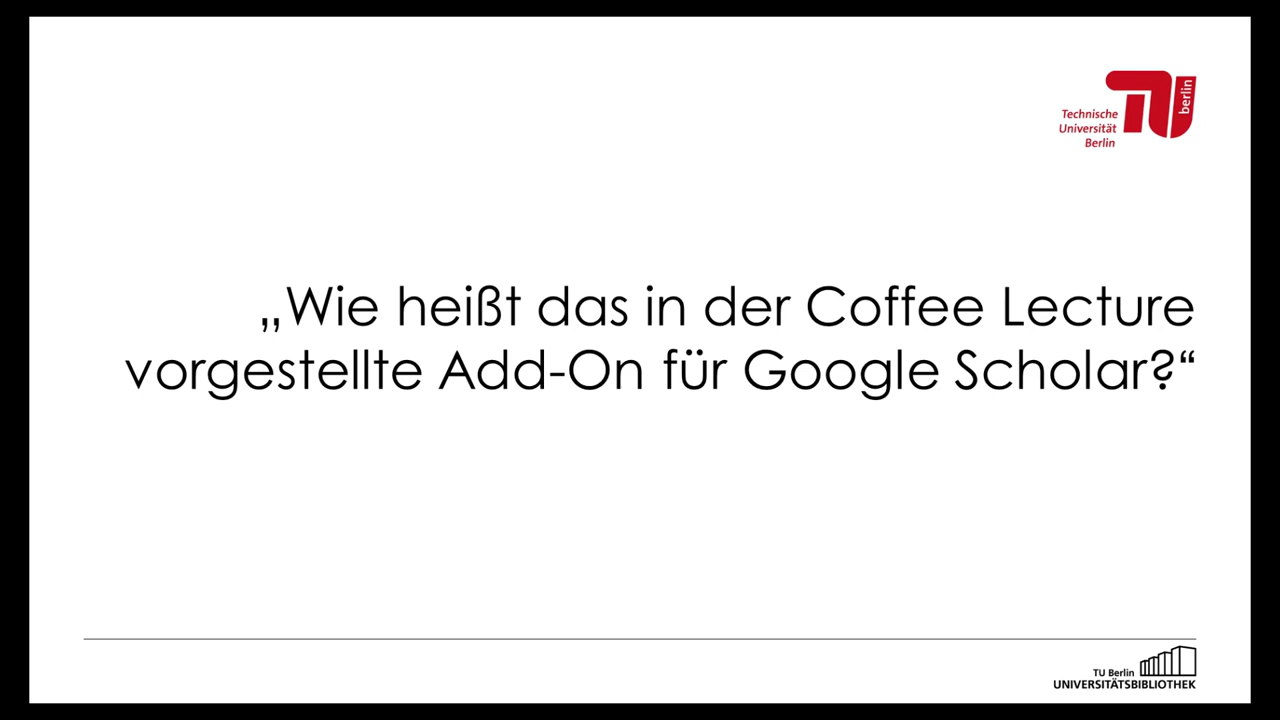 Technische
Universität
Berlin
berlin
„Wie heißt das in der Coffee Lecture
vorgestellte Add-On für Google Scholar?“
TU Berlin
UNIVERSITÄTSBIBLIOTHEK